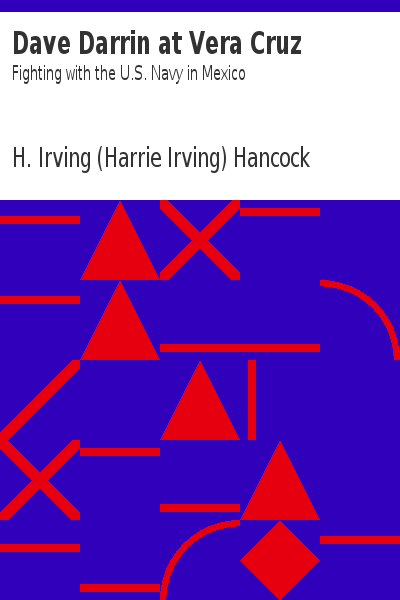 Dave Darrin at Vera Cruz
Fighting with the U.S. Navy in Mexico
H. Irving (Harrie Irving) Hancock